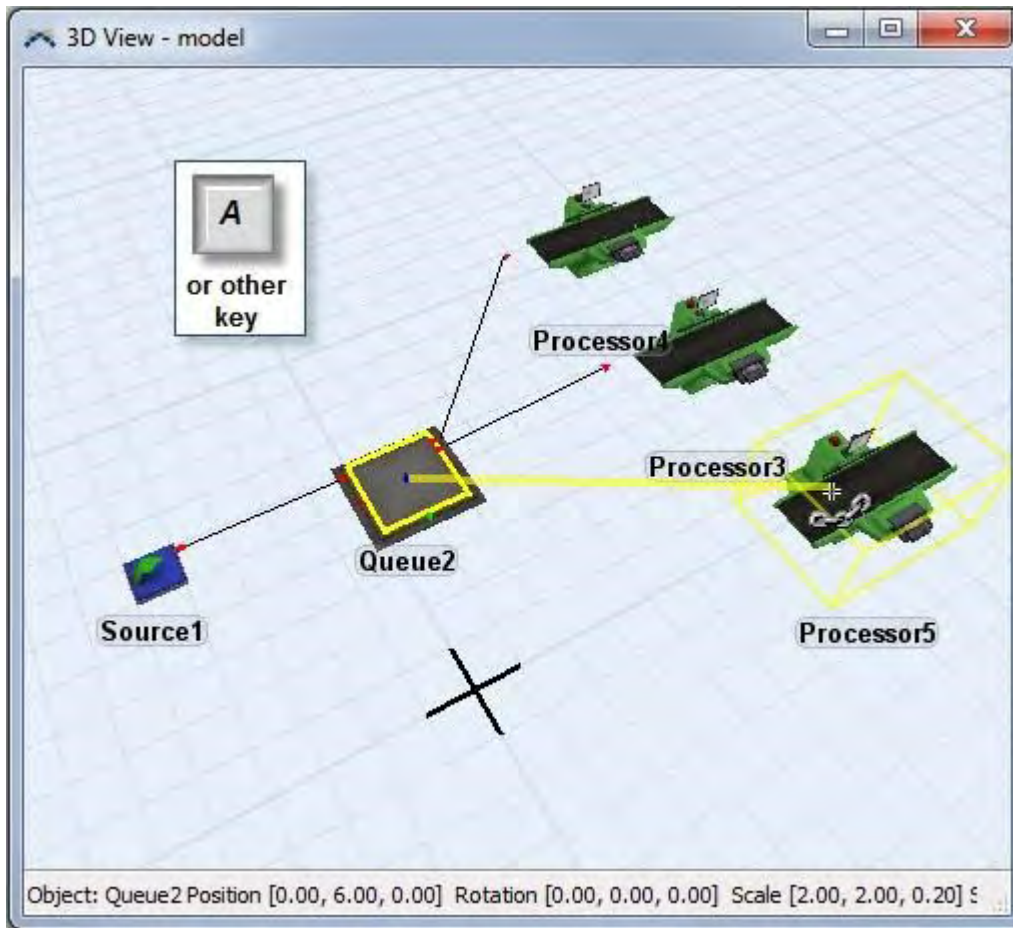 3D View - model
A
or other
key
Processor4
Processor3
Queue2
Source1
Processor5
Object: Queue2 Position [0.00, 6.00, 0.00] Rotation [0.00, 0.00, 0.00] Scale [2.00, 2.00, 0.20] S